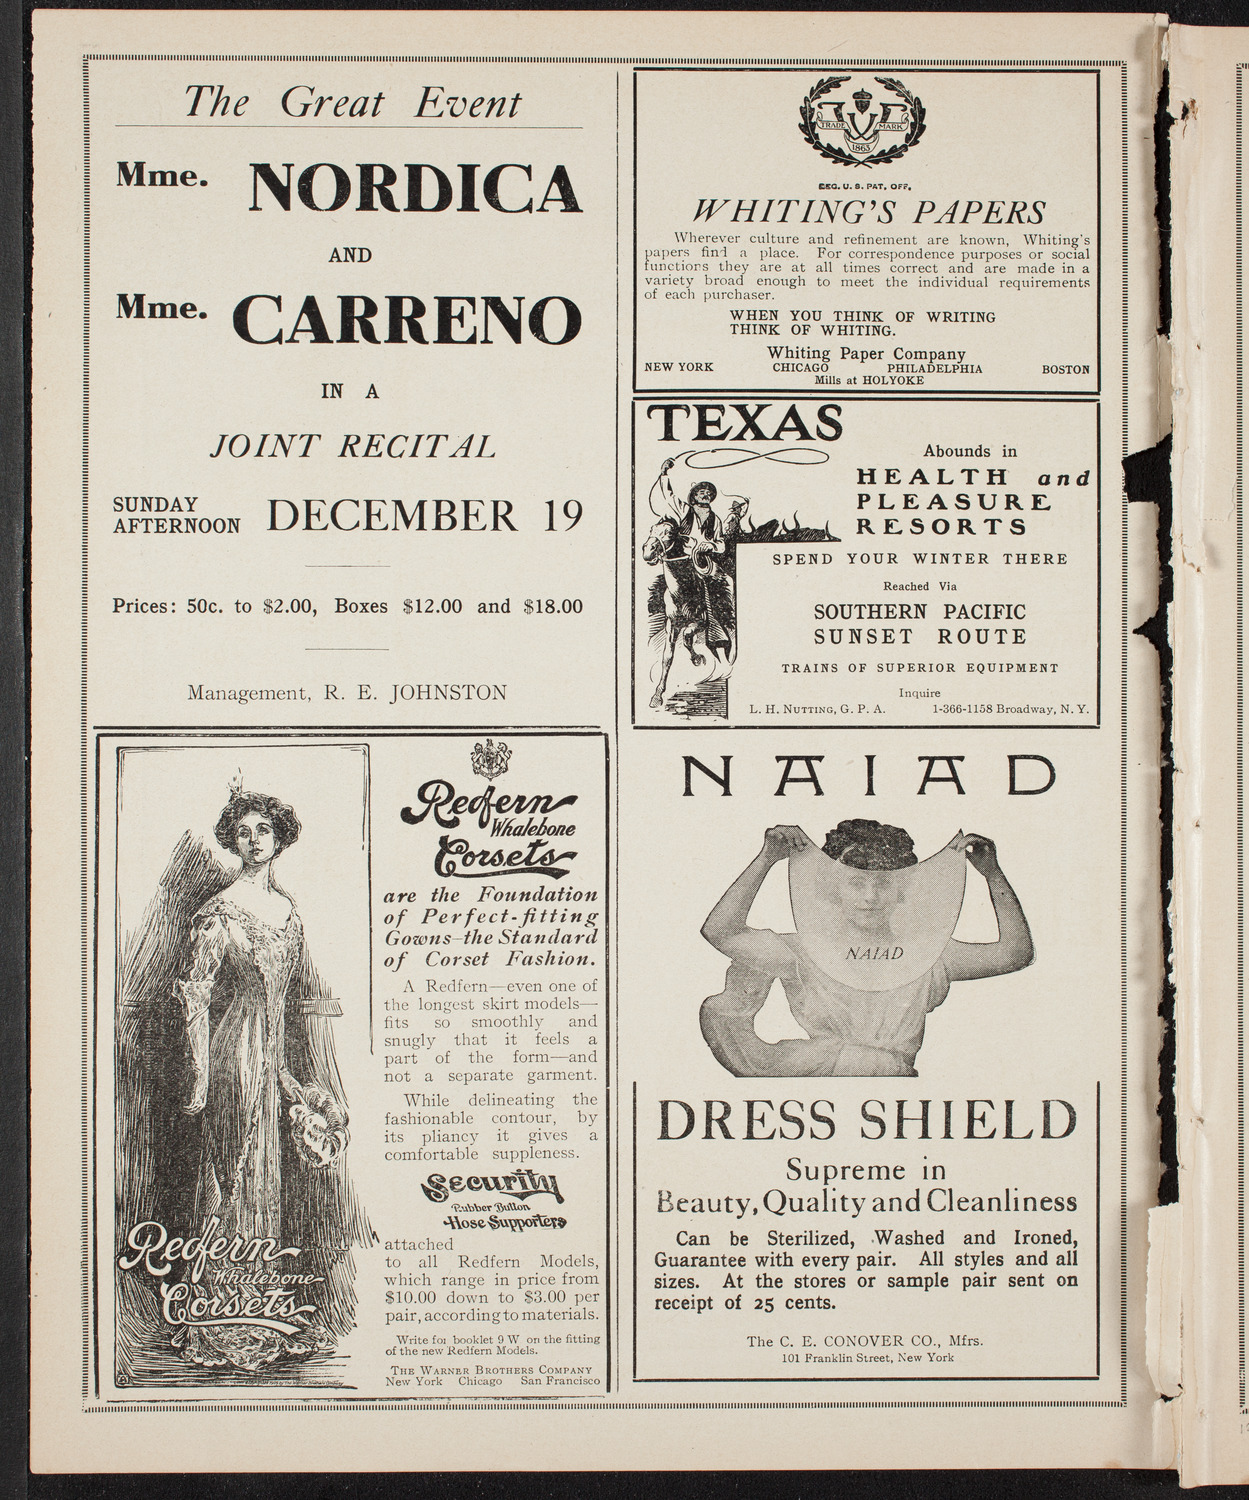 The Great Event
Mme. NORDICA
AND
Mme. CARRENO
IN A
JOINT RECITAL
SUNDAY
AFTERNOON DECEMBER 19
Prices: 50c. to $2.00, Boxes $12.00 and $18.00
Management, R. E. JOHNSTON
Redfern
Whalebone
Corsets
are the Foundation
of Perfect-fitting
Gowns—the Standard
of Corset Fashion.
A Redfern—even one of
the longest skirt models—
fits so smoothly and
snugly that it feels a
part of the form—and
not a separate garment.
While delineating the
fashionable contour, by
its pliancy it gives a
comfortable suppleness.
Security
Rubber Button
Hose Supporters
attached
to all Redfern Models,
which range in price from
$10.00 down to $3.00 per
pair, according to materials.
Write for booklet 9 W on the fitting
of the new Redfern Models.
THE WARNER BROTHERS COMPANY
New York Chicago San Francisco
Redfern
Whalebone
Corsets
TRADE MARK
1865
REG. U. S. PAT. OFF.
WHITING'S PAPERS
Wherever culture and refinement are known, Whiting's
papers find a place. For correspondence purposes or social
functions they are at all times correct and are made in a
variety broad enough to meet the individual requirements
of each purchaser.
WHEN YOU THINK OF WRITING
THINK OF WHITING.
Whiting Paper Company
NEW YORK CHICAGO PHILADELPHIA BOSTON
Mills at HOLYOKE
TEXAS
Abounds in
HEALTH and
PLEASURE
RESORTS
SPEND YOUR WINTER THERE
Reached Via
SOUTHERN PACIFIC
SUNSET ROUTE
TRAINS OF SUPERIOR EQUIPMENT
Inquire
L. H. NUTTING, G. P. A. 1-366-1158 Broadway, N. Y.
NAIAD
NAIAD
DRESS SHIELD
Supreme in
Beauty, Quality and Cleanliness
Can be Sterilized, Washed and Ironed,
Guarantee with every pair. All styles and all
sizes. At the stores or sample pair sent on
receipt of 25 cents.
The C. E. CONOVER CO., Mfrs.
101 Franklin Street, New York